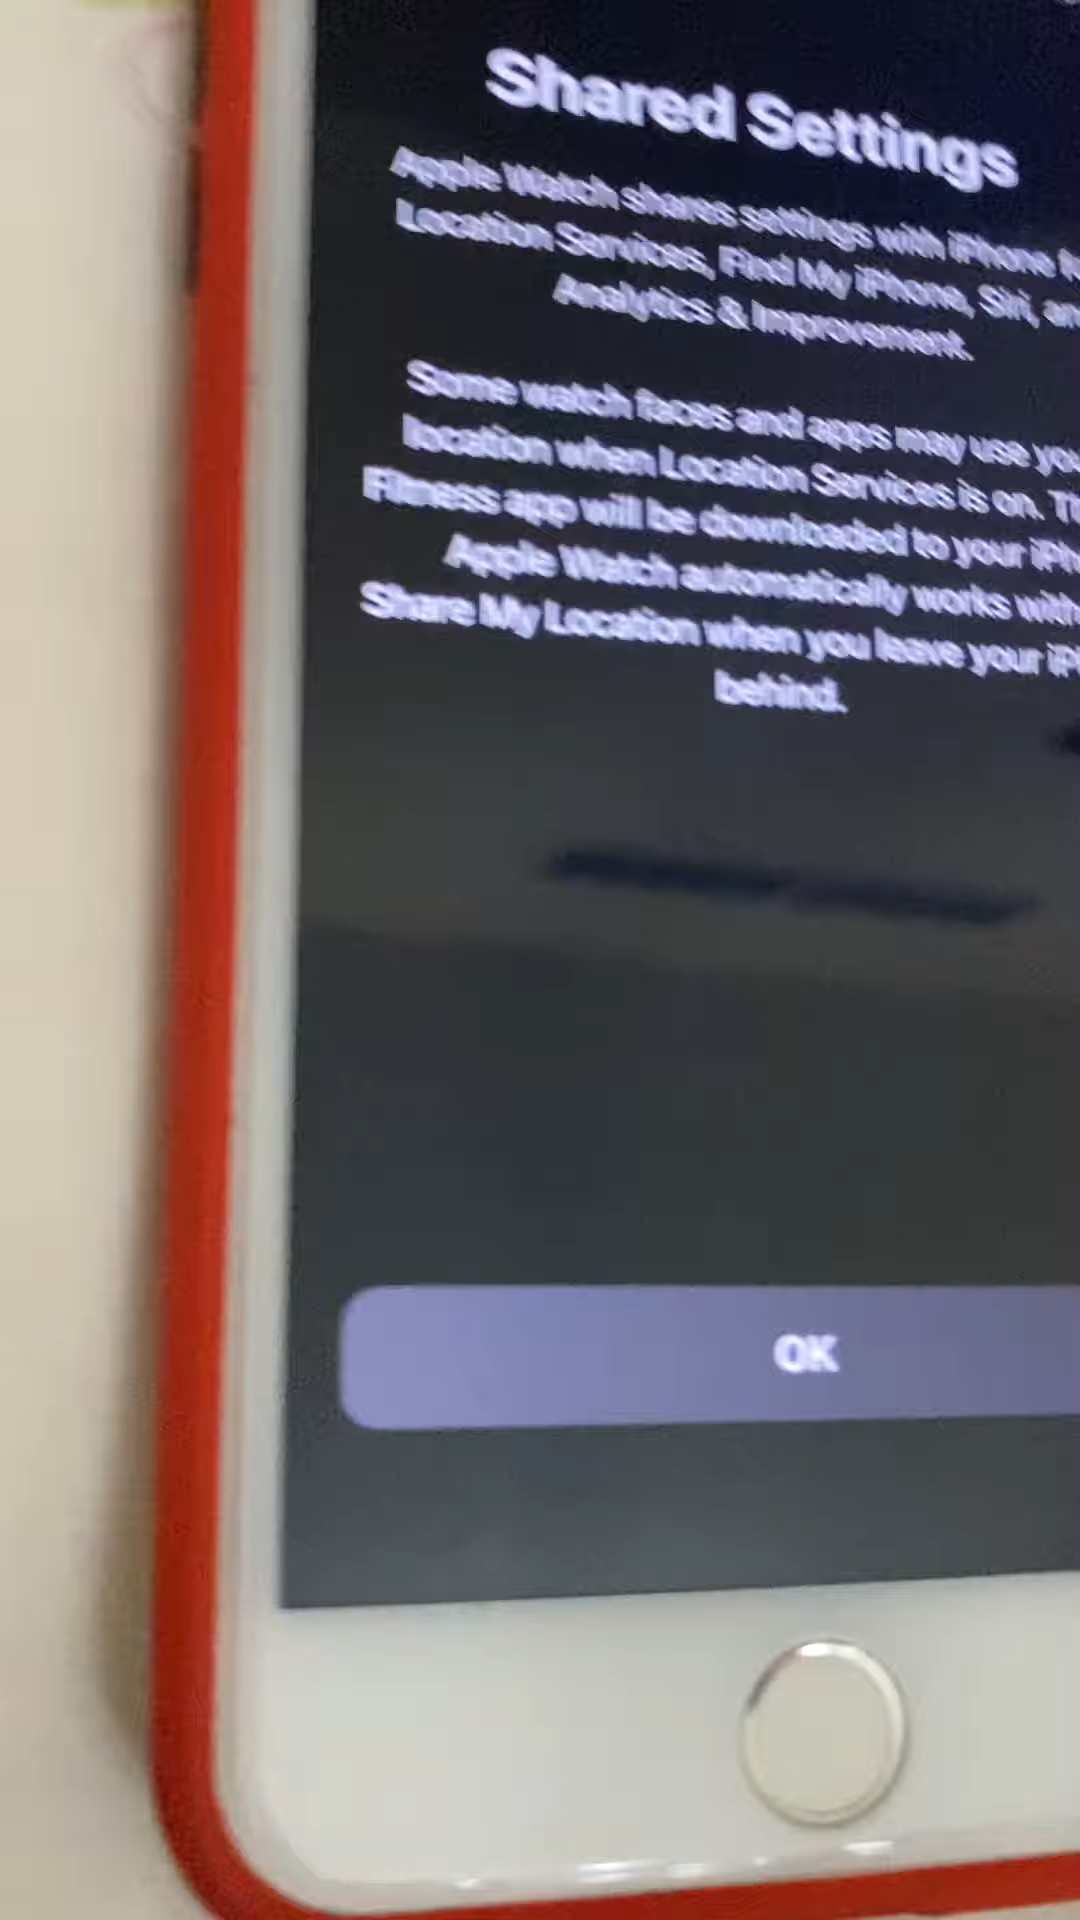 Shared Settings
Apple Watch shares settings with iPhone
Location Services, Find My iPhone, Siri,
Analytics & Improvement.
Some watch faces and apps may use
location when Location Services is on.
Fitness app will be downloaded to your
Apple Watch automatically works with
Share My Location when you leave your
behind.
OK